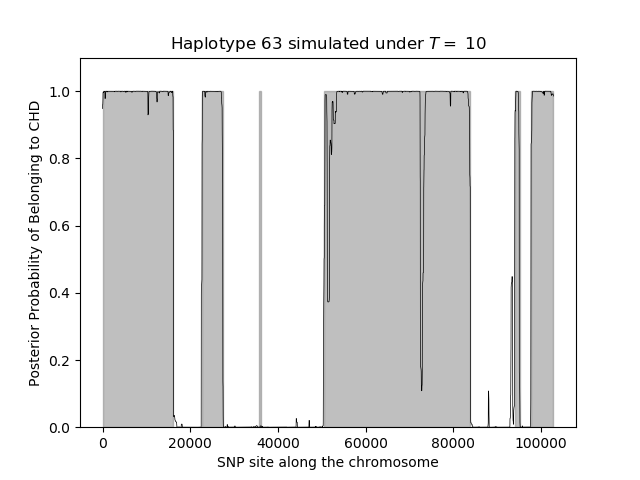 Haplotype 63 simulated under T = 10
Posterior Probability of Belonging to CHD
1.0
0.8
0.6
0.4
0.2
0.0
0 20000 40000 60000 80000 100000
SNP site along the chromosome